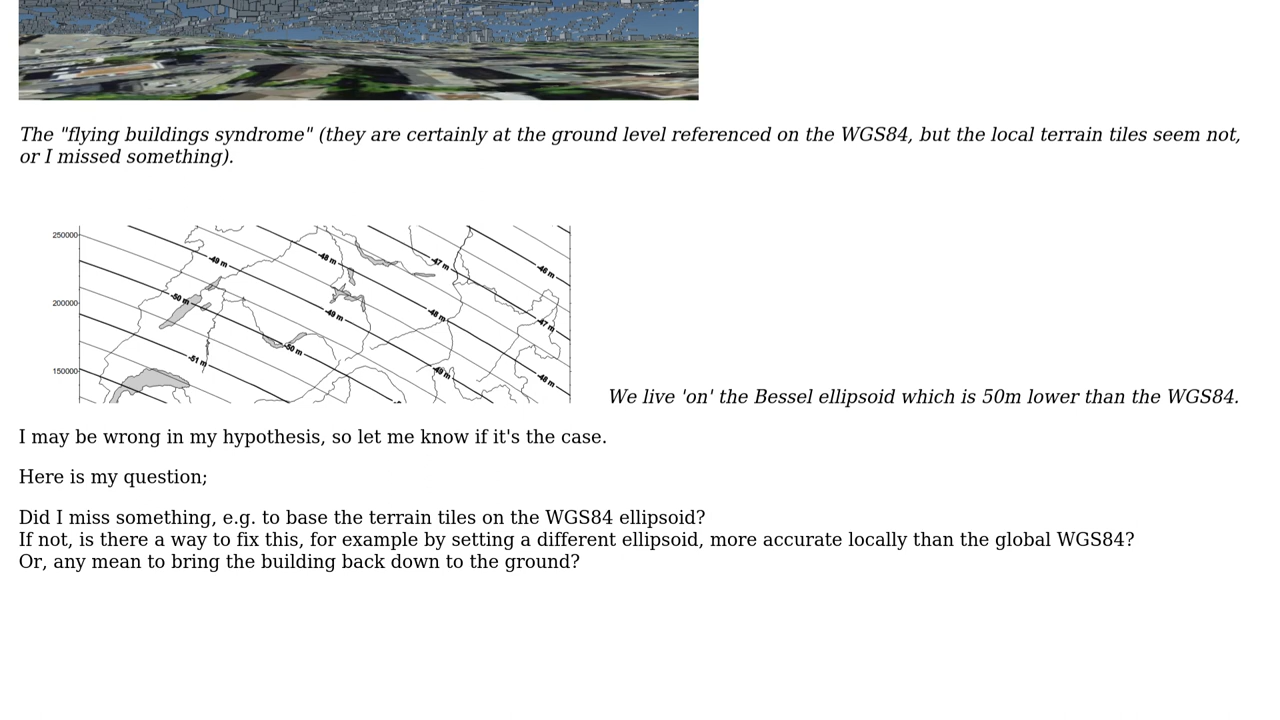 The "flying buildings syndrome" (they are certainly at the ground level referenced on the WGS84, but the local terrain tiles seem not,
or I missed something).
250000
200000
150000
-49 m
-48 m
-47 m
-46 m
-50 m
-49 m
-48 m
-47 m
-51 m
-50 m
-49 m
-48 m
We live 'on' the Bessel ellipsoid which is 50m lower than the WGS84.
I may be wrong in my hypothesis, so let me know if it's the case.
Here is my question;
Did I miss something, e.g. to base the terrain tiles on the WGS84 ellipsoid?
If not, is there a way to fix this, for example by setting a different ellipsoid, more accurate locally than the global WGS84?
Or, any mean to bring the building back down to the ground?